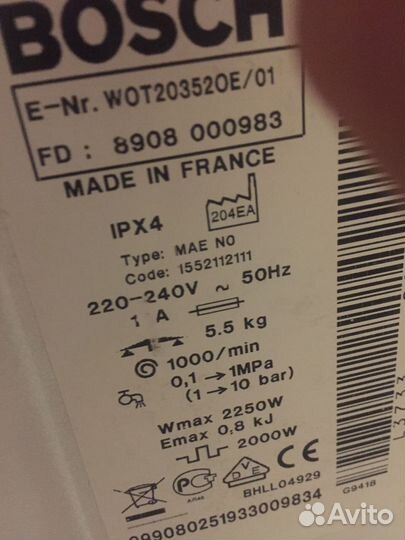 BOSCH
E-Nr. WOT20352OE/01
FD : 8908 000983
MADE IN FRANCE
IPX4
204EA
Type: MAE N0
Code: 1552112111
220-240V ~ 50Hz
1 A
5.5 kg
1000/min
0,1 → 1MPa
(1 → 10 bar)
Wmax 2250W
Emax 0,8 kJ
2000W
VDE
CE
BHLL04929
G9418
L3733
Avito